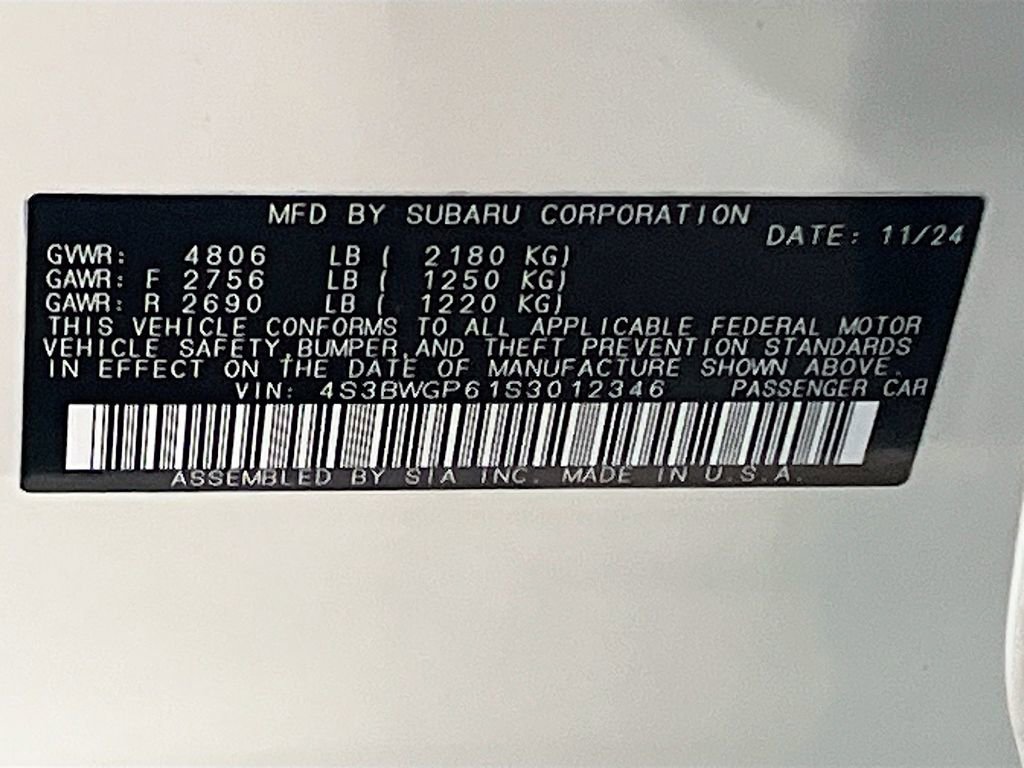 MFD BY SUBARU CORPORATION
DATE: 11/24
GVWR: 4806 LB ( 2180 KG)
GAWR: F 2756 LB ( 1250 KG)
GAWR: R 2690 LB ( 1220 KG)
THIS VEHICLE CONFORMS TO ALL APPLICABLE FEDERAL MOTOR
VEHICLE SAFETY,BUMPER,AND THEFT PREVENTION STANDARDS
IN EFFECT ON THE DATE OF MANUFACTURE SHOWN ABOVE.
VIN: 4S3BWGP61S3012346 PASSENGER CAR
ASSEMBLED BY SIA INC. MADE IN U.S.A.